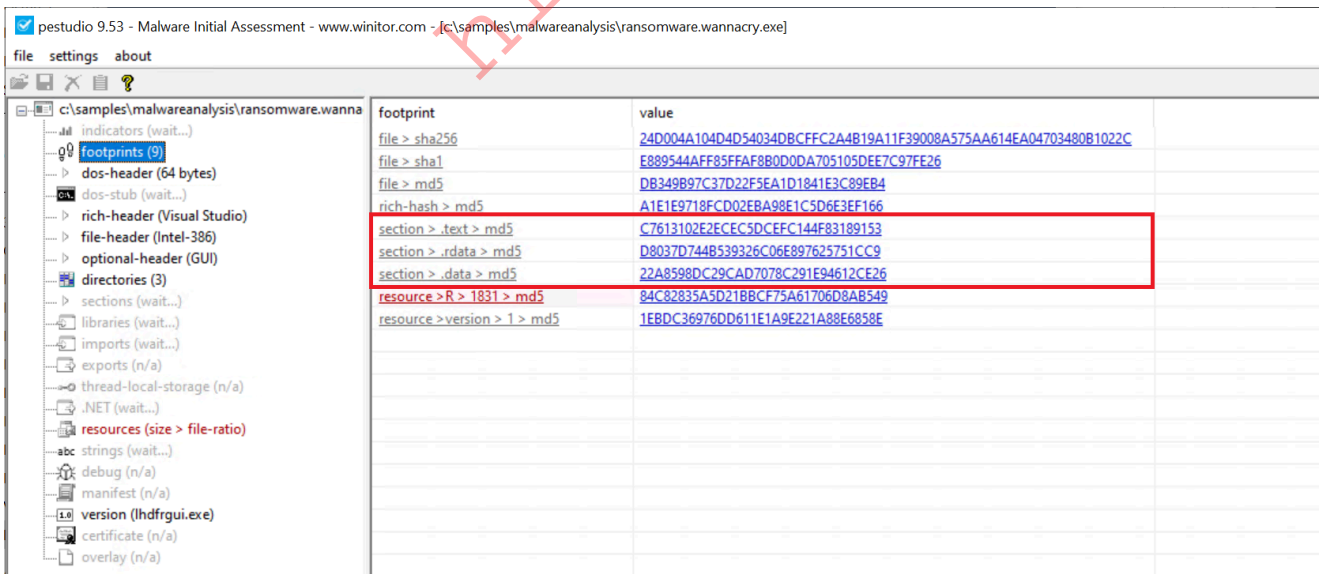 pestudio 9.53 - Malware Initial Assessment - www.winitor.com - [c:\samples\malwareanalysis\ransomware.wannacry.exe]
file settings about
c:\samples\malwareanalysis\ransomware.wanna
indicators (wait...)
footprints (9)
dos-header (64 bytes)
dos-stub (wait...)
rich-header (Visual Studio)
file-header (Intel-386)
optional-header (GUI)
directories (3)
sections (wait...)
libraries (wait...)
imports (wait...)
exports (n/a)
thread-local-storage (n/a)
.NET (wait...)
resources (size > file-ratio)
abc strings (wait...)
debug (n/a)
manifest (n/a)
1.0 version (lhdfrgui.exe)
certificate (n/a)
overlay (n/a)
footprint value
file > sha256 24D004A104D4D54034DBCFFC2A4B19A11F39008A575AA614EA04703480B1022C
file > sha1 E889544AFF85FFAF8B0D0DA705105DEE7C97FE26
file > md5 DB349B97C37D22F5EA1D1841E3C89EB4
rich-hash > md5 A1E1E9718FCD02EBA98E1C5D6E3EF166
section > .text > md5 C7613102E2ECEC5DCEFC144F83189153
section > .rdata > md5 D8037D744B539326C06E897625751CC9
section > .data > md5 22A8598DC29CAD7078C291E94612CE26
resource >R > 1831 > md5 84C82835A5D21BBCF75A61706D8AB549
resource >version > 1 > md5 1EBDC36976DD611E1A9E221A88E6858E